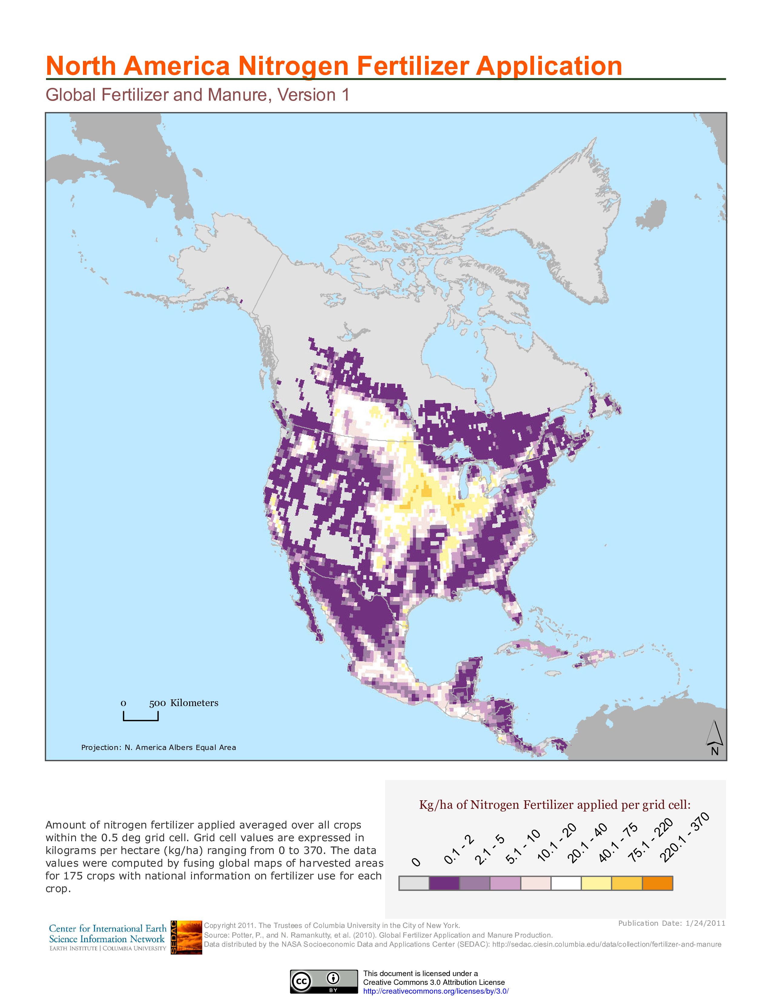 North America Nitrogen Fertilizer Application
Global Fertilizer and Manure, Version 1
0 500 Kilometers
Projection: N. America Albers Equal Area
N
Kg/ha of Nitrogen Fertilizer applied per grid cell:
0
0.1 - 2
2.1 - 5
5.1 - 10
10.1 - 20
20.1 - 40
40.1 - 75
75.1 - 220
220.1 - 370
Amount of nitrogen fertilizer applied averaged over all crops
within the 0.5 deg grid cell. Grid cell values are expressed in
kilograms per hectare (kg/ha) ranging from 0 to 370. The data
values were computed by fusing global maps of harvested areas
for 175 crops with national information on fertilizer use for each
crop.
Publication Date: 1/24/2011
Center for International Earth
Science Information Network
EARTH INSTITUTE | COLUMBIA UNIVERSITY
SEDAC
Copyright 2011. The Trustees of Columbia University in the City of New York.
Source: Potter, P., and N. Ramankutty, et al. (2010). Global Fertilizer Application and Manure Production.
Data distributed by the NASA Socioeconomic Data and Applications Center (SEDAC): http://sedac.ciesin.columbia.edu/data/collection/fertilizer-and-manure
cc
BY
This document is licensed under a
Creative Commons 3.0 Attribution License
http://creativecommons.org/licenses/by/3.0/